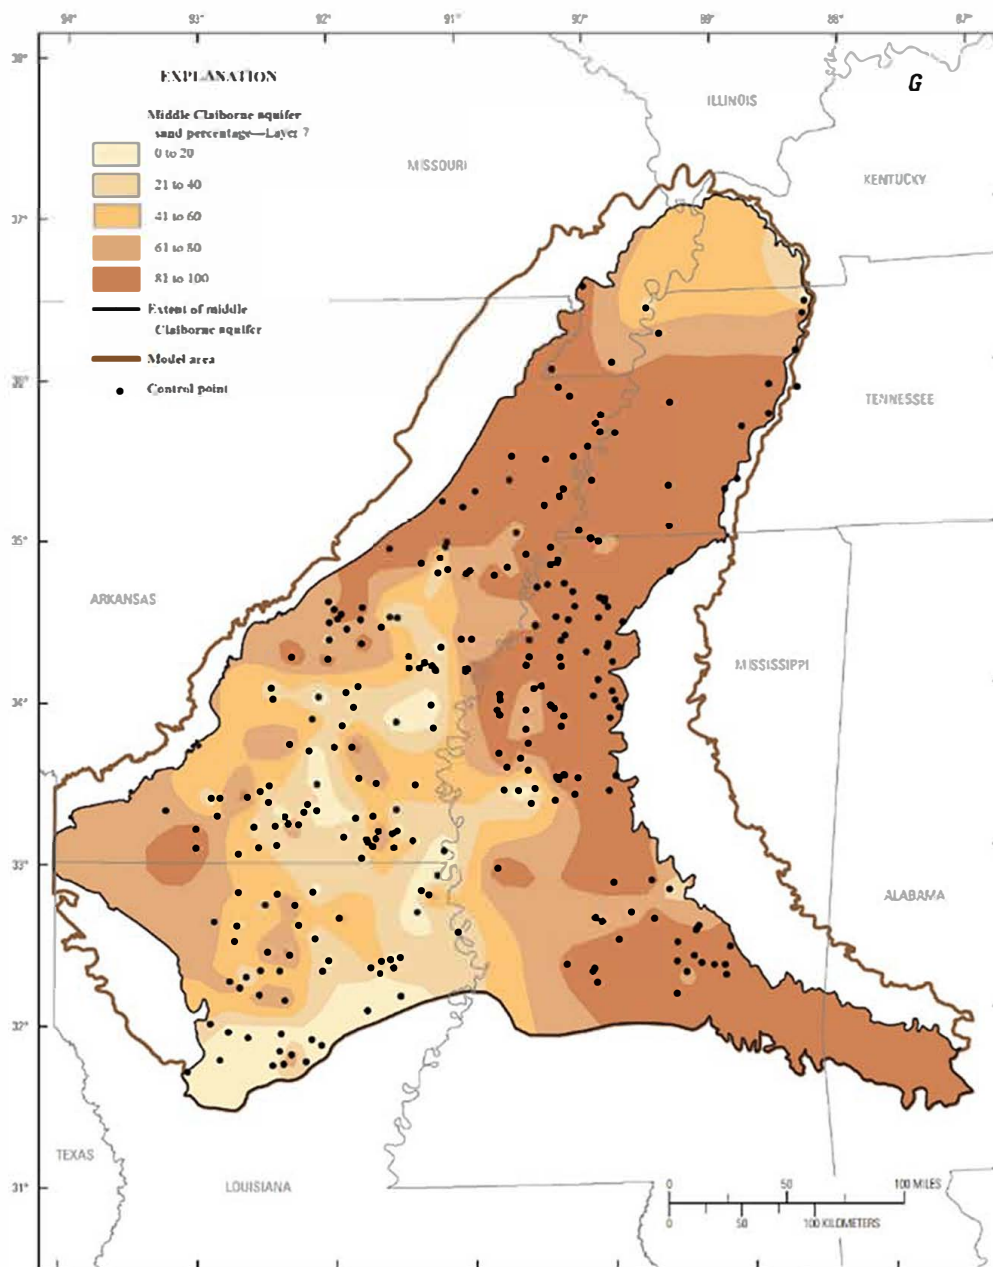 94° 93° 92° 91° 90° 89° 88° 87°
38°
G
EXPLANATION
ILLINOIS
Middle Claiborne aquifer
sand percentage—Layer 7
0 to 20
MISSOURI
21 to 40
KENTUCKY
41 to 60
37°
61 to 80
81 to 100
Extent of middle
Claiborne aquifer
Model area
36°
Control point
TENNESSEE
35°
ARKANSAS
MISSISSIPPI
34°
33°
ALABAMA
32°
TEXAS
31°
LOUISIANA
0 50 100 MILES
0 50 100 KILOMETERS